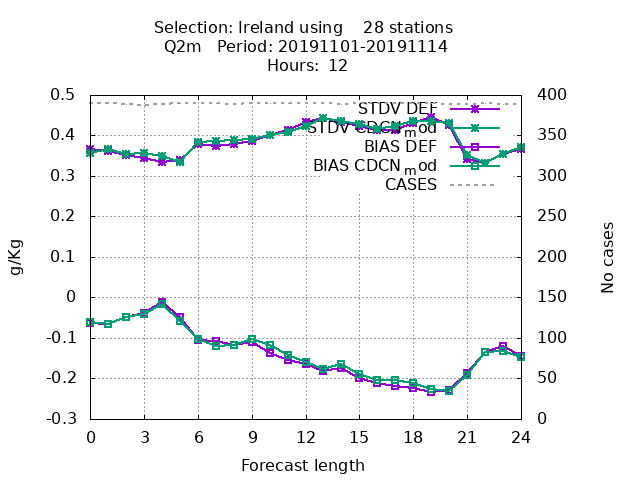 Selection: Ireland using    28 stations
Q2m   Period: 20191101-20191114
Hours:  12
0.5
0.4
0.3
0.2
0.1
0
-0.1
-0.2
-0.3
g/Kg
STDV DEF
STDV CDCN_mod
BIAS DEF
BIAS CDCN_mod
CASES
400
350
300
250
200
150
100
50
0
No cases
0 3 6 9 12 15 18 21 24
Forecast length